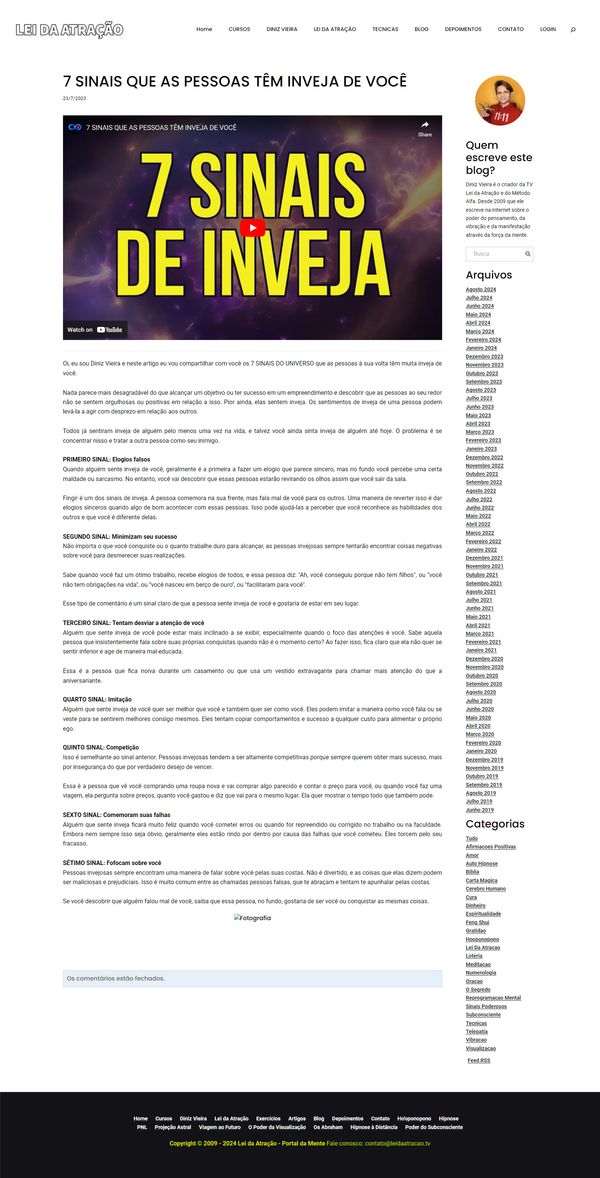 LEI DA ATRAÇÃO
Home CURSOS DINIZ VIEIRA LEI DA ATRAÇÃO TECNICAS BLOG DEPOIMENTOS CONTATO LOGIN
7 SINAIS QUE AS PESSOAS TÊM INVEJA DE VOCÊ
23/7/2023
7 SINAIS QUE AS PESSOAS TÊM INVEJA DE VOCÊ
Share
7 SINAIS
DE INVEJA
Watch on YouTube
Oi, eu sou Diniz Vieira e neste artigo eu vou compartilhar com você os 7 SINAIS DO UNIVERSO que as pessoas à sua volta têm muita inveja de
você.
Nada parece mais desagradável do que alcançar um objetivo ou ter sucesso em um empreendimento e descobrir que as pessoas ao seu redor
não se sentem orgulhosas ou positivas em relação a isso. Pior ainda, elas sentem inveja. Os sentimentos de inveja de uma pessoa podem
levá-la a agir com desprezo em relação aos outros.
Todos já sentiram inveja de alguém pelo menos uma vez na vida, e talvez você ainda sinta inveja de alguém até hoje. O problema é se
concentrar nisso e tratar a outra pessoa como seu inimigo.
PRIMEIRO SINAL: Elogios falsos
Quando alguém sente inveja de você, geralmente é a primeira a fazer um elogio que parece sincero, mas no fundo você percebe uma certa
maldade ou sarcasmo. No entanto, você vai descobrir que essas pessoas estarão revirando os olhos assim que você sair da sala.
Fingir é um dos sinais de inveja. A pessoa comemora na sua frente, mas fala mal de você para os outros. Uma maneira de reverter isso é dar
elogios sinceros quando algo de bom acontecer com essas pessoas. Isso pode ajudá-las a perceber que você reconhece as habilidades dos
outros e que você é diferente delas.
SEGUNDO SINAL: Minimizam seu sucesso
Não importa o que você conquiste ou o quanto trabalhe duro para alcançar, as pessoas invejosas sempre tentarão encontrar coisas negativas
sobre você para desmerecer suas realizações.
Sabe quando você faz um ótimo trabalho, recebe elogios de todos, e essa pessoa diz: "Ah, você conseguiu porque não tem filhos", ou "você
não tem obrigações na vida", ou "você nasceu em berço de ouro", ou "facilitaram para você".
Esse tipo de comentário é um sinal claro de que a pessoa sente inveja de você e gostaria de estar em seu lugar.
TERCEIRO SINAL: Tentam desviar a atenção de você
Alguém que sente inveja de você pode estar mais inclinado a se exibir, especialmente quando o foco das atenções é você. Sabe aquela
pessoa que insistentemente fala sobre suas próprias conquistas quando não é o momento certo? Ao fazer isso, fica claro que ela não quer se
sentir inferior e age de maneira mal-educada.
Essa é a pessoa que fica noiva durante um casamento ou que usa um vestido extravagante para chamar mais atenção do que a
aniversariante.
QUARTO SINAL: Imitação
Alguém que sente inveja de você quer ser melhor que você e também quer ser como você. Eles podem imitar a maneira como você fala ou se
veste para se sentirem melhores consigo mesmos. Eles tentam copiar comportamentos e sucesso a qualquer custo para alimentar o próprio
ego.
QUINTO SINAL: Competição
Isso é semelhante ao sinal anterior. Pessoas invejosas tendem a ser altamente competitivas porque sempre querem obter mais sucesso, mais
por insegurança do que por verdadeiro desejo de vencer.
Essa é a pessoa que vê você comprando uma roupa nova e vai comprar algo parecido e contar o preço para você, ou quando você faz uma
viagem, ela pergunta sobre preços, quanto você gastou e diz que vai para o mesmo lugar. Ela quer mostrar o tempo todo que também pode.
SEXTO SINAL: Comemoram suas falhas
Alguém que sente inveja ficará muito feliz quando você cometer erros ou quando for repreendido ou corrigido no trabalho ou na faculdade.
Embora nem sempre isso seja óbvio, geralmente eles estão rindo por dentro por causa das falhas que você cometeu. Eles torcem pelo seu
fracasso.
SÉTIMO SINAL: Fofocam sobre você
Pessoas invejosas sempre encontram uma maneira de falar sobre você pelas suas costas. Não é divertido, e as coisas que elas dizem podem
ser maliciosas e prejudiciais. Isso é muito comum entre as chamadas pessoas falsas, que te abraçam e tentam te apunhalar pelas costas.
Se você descobrir que alguém falou mal de você, saiba que essa pessoa, no fundo, gostaria de ser você ou conquistar as mesmas coisas.
Fotografia
Os comentários estão fechados.
11:11
Quem
escreve este
blog?
Diniz Vieira é o criador da TV
Lei da Atração e do Método
Alfa. Desde 2009 que ele
escreve na Internet sobre o
poder do pensamento, da
vibração e da manifestação
através da força da mente.
Busca
Arquivos
Agosto 2024
Julho 2024
Junho 2024
Maio 2024
Abril 2024
Março 2024
Fevereiro 2024
Janeiro 2024
Dezembro 2023
Novembro 2023
Outubro 2023
Setembro 2023
Agosto 2023
Julho 2023
Junho 2023
Maio 2023
Abril 2023
Março 2023
Fevereiro 2023
Janeiro 2023
Dezembro 2022
Novembro 2022
Outubro 2022
Setembro 2022
Agosto 2022
Julho 2022
Junho 2022
Maio 2022
Abril 2022
Março 2022
Fevereiro 2022
Janeiro 2022
Dezembro 2021
Novembro 2021
Outubro 2021
Setembro 2021
Agosto 2021
Julho 2021
Junho 2021
Maio 2021
Abril 2021
Março 2021
Fevereiro 2021
Janeiro 2021
Dezembro 2020
Novembro 2020
Outubro 2020
Setembro 2020
Agosto 2020
Julho 2020
Junho 2020
Maio 2020
Abril 2020
Março 2020
Fevereiro 2020
Janeiro 2020
Dezembro 2019
Novembro 2019
Outubro 2019
Setembro 2019
Agosto 2019
Julho 2019
Junho 2019
Categorias
Tudo
Afirmacoes Positivas
Amor
Auto Hipnose
Biblia
Carta Magica
Cerebro Humano
Cura
Dinheiro
Espiritualidade
Feng Shui
Gratidao
Hooponopono
Lei Da Atracao
Loteria
Meditacao
Numerologia
Oracao
O Segredo
Reprogramacao Mental
Sinais Poderosos
Subconsciente
Tecnicas
Telepatia
Vibracao
Visualizacao
Feed RSS
Home Cursos Diniz Vieira Lei da Atração Exercícios Artigos Blog Depoimentos Contato Ho'oponopono Hipnose
PNL Projeção Astral Viagem ao Futuro O Poder da Visualização Os Abraham Hipnose à Distância Poder do Subconsciente
Copyright © 2009 - 2024 Lei da Atração - Portal da Mente Fale conosco: contato@leidaatracao.tv